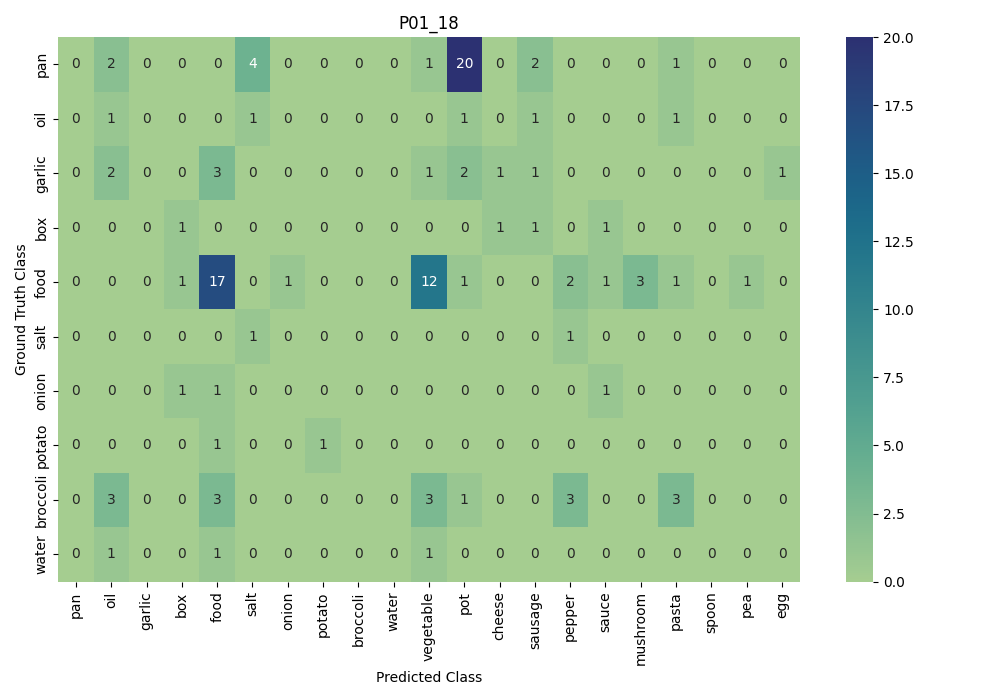 P01_18
pan 0 2 0 0 0 4 0 0 0 0 1 20 0 2 0 0 0 1 0 0 0
oil 0 1 0 0 0 1 0 0 0 0 0 1 0 1 0 0 0 1 0 0 0
garlic 0 2 0 0 3 0 0 0 0 0 1 2 1 1 0 0 0 0 0 0 1
box 0 0 0 1 0 0 0 0 0 0 0 0 1 1 0 1 0 0 0 0 0
food 0 0 0 1 17 0 1 0 0 0 12 1 0 0 2 1 3 1 0 1 0
salt 0 0 0 0 0 1 0 0 0 0 0 0 0 0 1 0 0 0 0 0 0
onion 0 0 0 1 1 0 0 0 0 0 0 0 0 0 0 1 0 0 0 0 0
potato 0 0 0 0 1 0 0 1 0 0 0 0 0 0 0 0 0 0 0 0 0
broccoli 0 3 0 0 3 0 0 0 0 0 3 1 0 0 3 0 0 3 0 0 0
water 0 1 0 0 1 0 0 0 0 0 1 0 0 0 0 0 0 0 0 0 0
pan oil garlic box food salt onion potato broccoli water vegetable pot cheese sausage pepper sauce mushroom pasta spoon pea egg
Predicted Class
Ground Truth Class
20.0
17.5
15.0
12.5
10.0
7.5
5.0
2.5
0.0